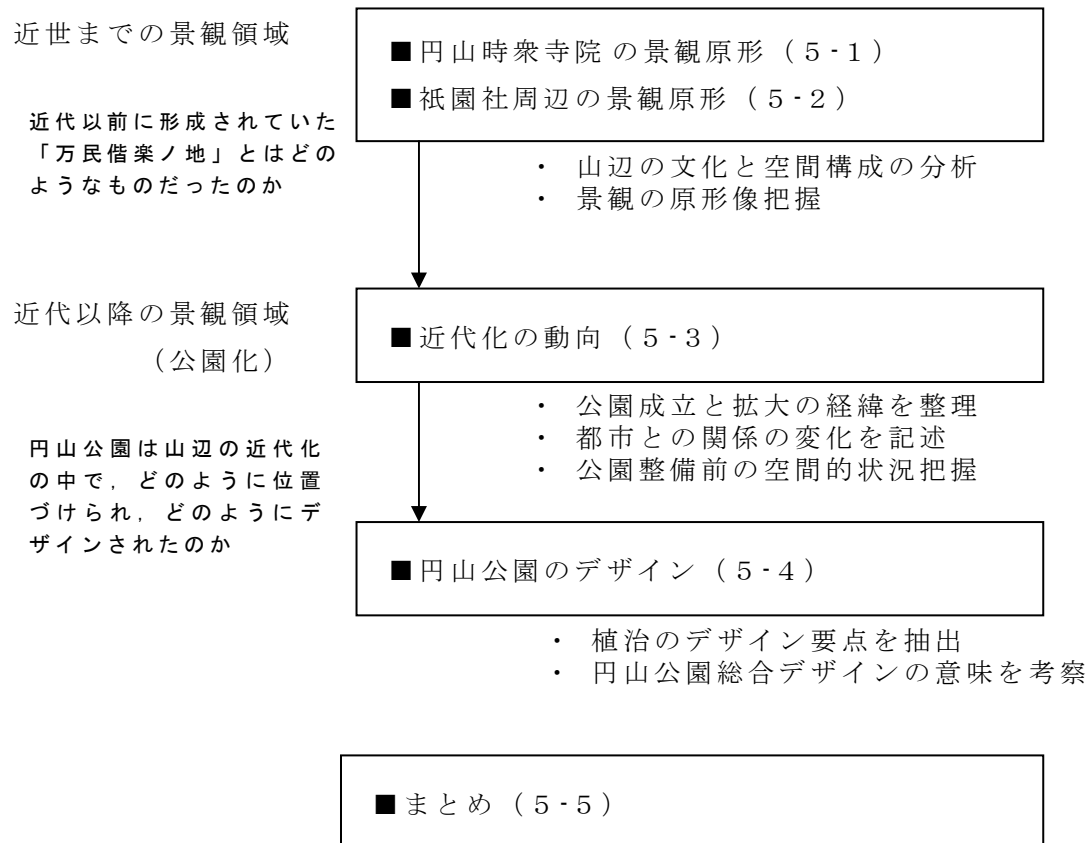 近世までの景観領域
■円山時衆寺院の景観原形（５-１）
■祇園社周辺の景観原形（５-２）
近代以前に形成されていた
「万民偕楽ノ地」とはどの
ようなものだったのか
・ 山辺の文化と空間構成の分析
・ 景観の原形像把握
近代以降の景観領域
（公園化）
■近代化の動向（５-３）
・ 公園成立と拡大の経緯を整理
・ 都市との関係の変化を記述
・ 公園整備前の空間的状況把握
円山公園は山辺の近代化
の中で，どのように位置
づけられ，どのようにデ
ザインされたのか
■円山公園のデザイン（５-４）
・ 植治のデザイン要点を抽出
・ 円山公園総合デザインの意味を考察
■まとめ（５-５）